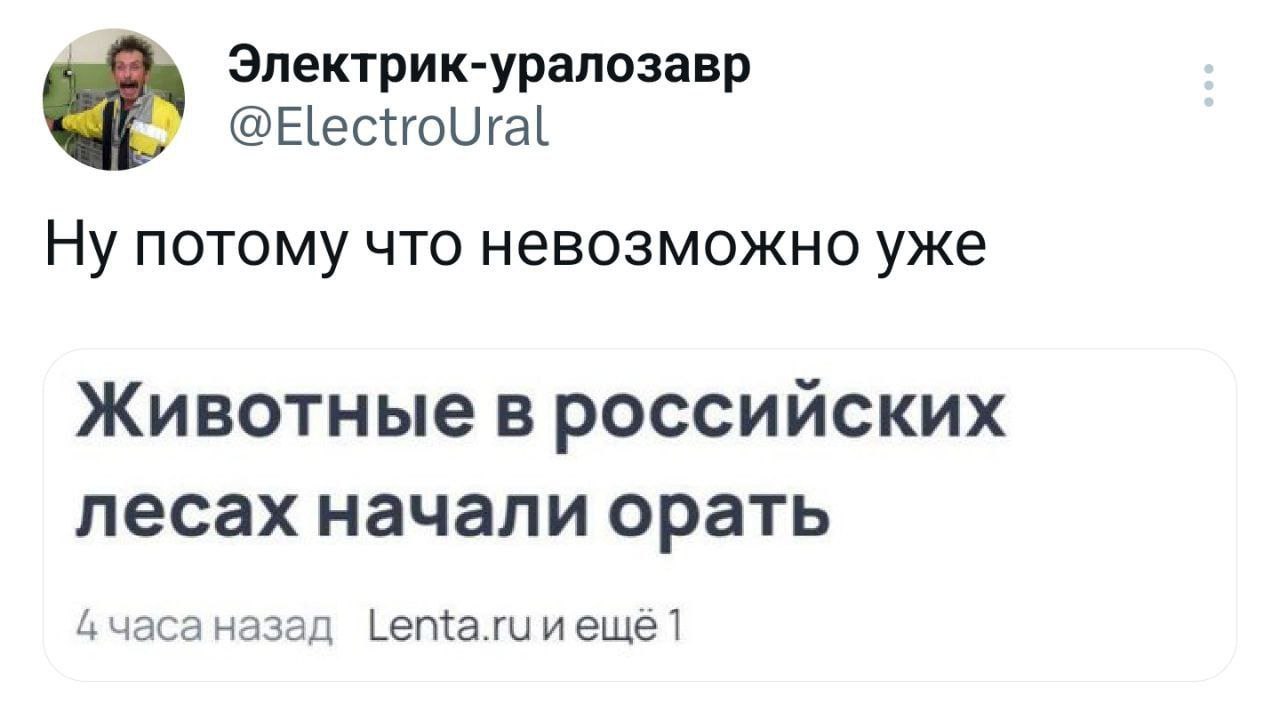 Электрик-уралозавр
@ElectroUral
Ну потому что невозможно уже
Животные в российских
лесах начали орать
4 часа назад Lenta.ru и ещё 1